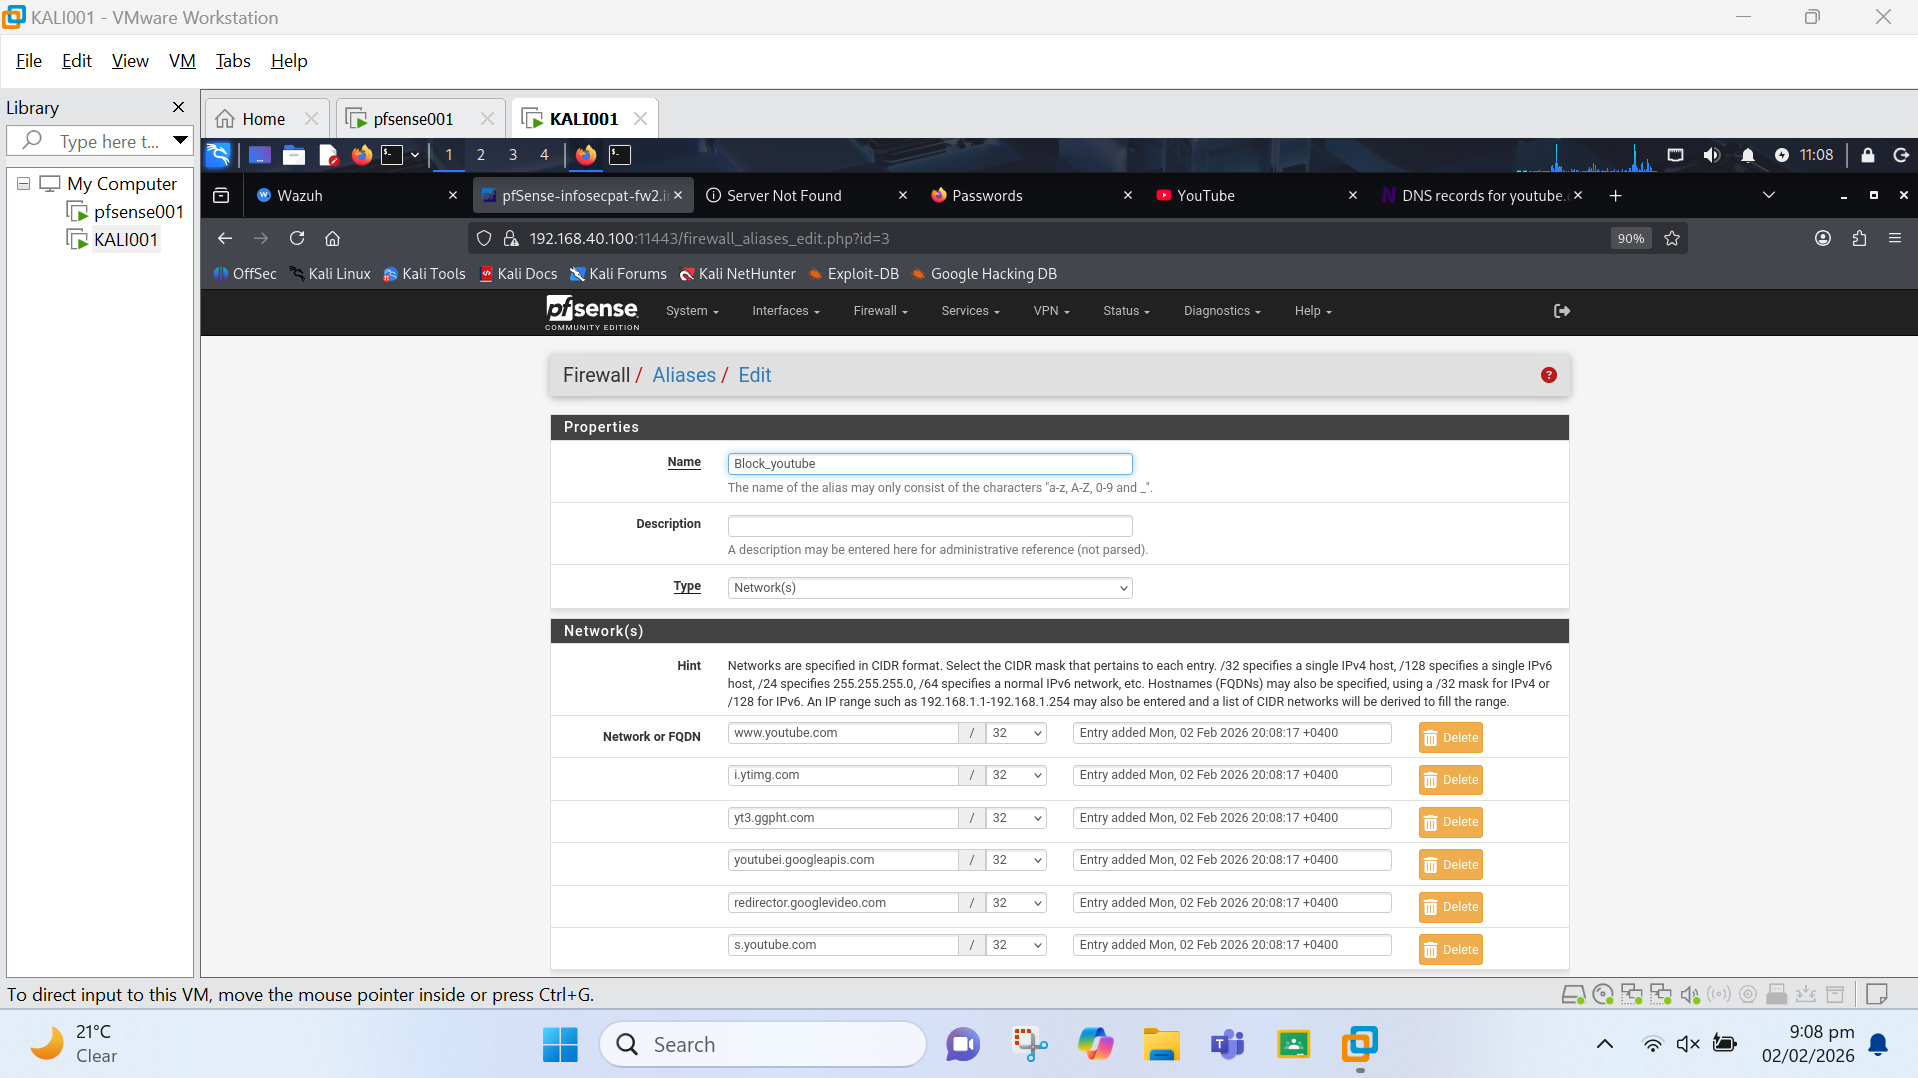 KALI001 - VMware Workstation
File Edit View VM Tabs Help
Library
Type here t...
My Computer
pfsense001
KALI001
Home
pfsense001
KALI001
1 2 3 4
11:08
Wazuh
pfSense-infosecpat-fw2.i
Server Not Found
Passwords
YouTube
DNS records for youtube.
192.168.40.100:11443/firewall_aliases_edit.php?id=3
90%
OffSec Kali Linux Kali Tools Kali Docs Kali Forums Kali NetHunter Exploit-DB Google Hacking DB
pfsense
COMMUNITY EDITION
System Interfaces Firewall Services VPN Status Diagnostics Help
Firewall / Aliases / Edit
Properties
Name
Block_youtube
The name of the alias may only consist of the characters "a-z, A-Z, 0-9 and _".
Description
A description may be entered here for administrative reference (not parsed).
Type
Network(s)
Network(s)
Hint
Networks are specified in CIDR format. Select the CIDR mask that pertains to each entry. /32 specifies a single IPv4 host, /128 specifies a single IPv6
host, /24 specifies 255.255.255.0, /64 specifies a normal IPv6 network, etc. Hostnames (FQDNs) may also be specified, using a /32 mask for IPv4 or
/128 for IPv6. An IP range such as 192.168.1.1-192.168.1.254 may also be entered and a list of CIDR networks will be derived to fill the range.
Network or FQDN
www.youtube.com / 32 Entry added Mon, 02 Feb 2026 20:08:17 +0400 Delete
i.ytimg.com / 32 Entry added Mon, 02 Feb 2026 20:08:17 +0400 Delete
yt3.ggpht.com / 32 Entry added Mon, 02 Feb 2026 20:08:17 +0400 Delete
youtubei.googleapis.com / 32 Entry added Mon, 02 Feb 2026 20:08:17 +0400 Delete
redirector.googlevideo.com / 32 Entry added Mon, 02 Feb 2026 20:08:17 +0400 Delete
s.youtube.com / 32 Entry added Mon, 02 Feb 2026 20:08:17 +0400 Delete
To direct input to this VM, move the mouse pointer inside or press Ctrl+G.
21°C
Clear
Search
9:08 pm
02/02/2026